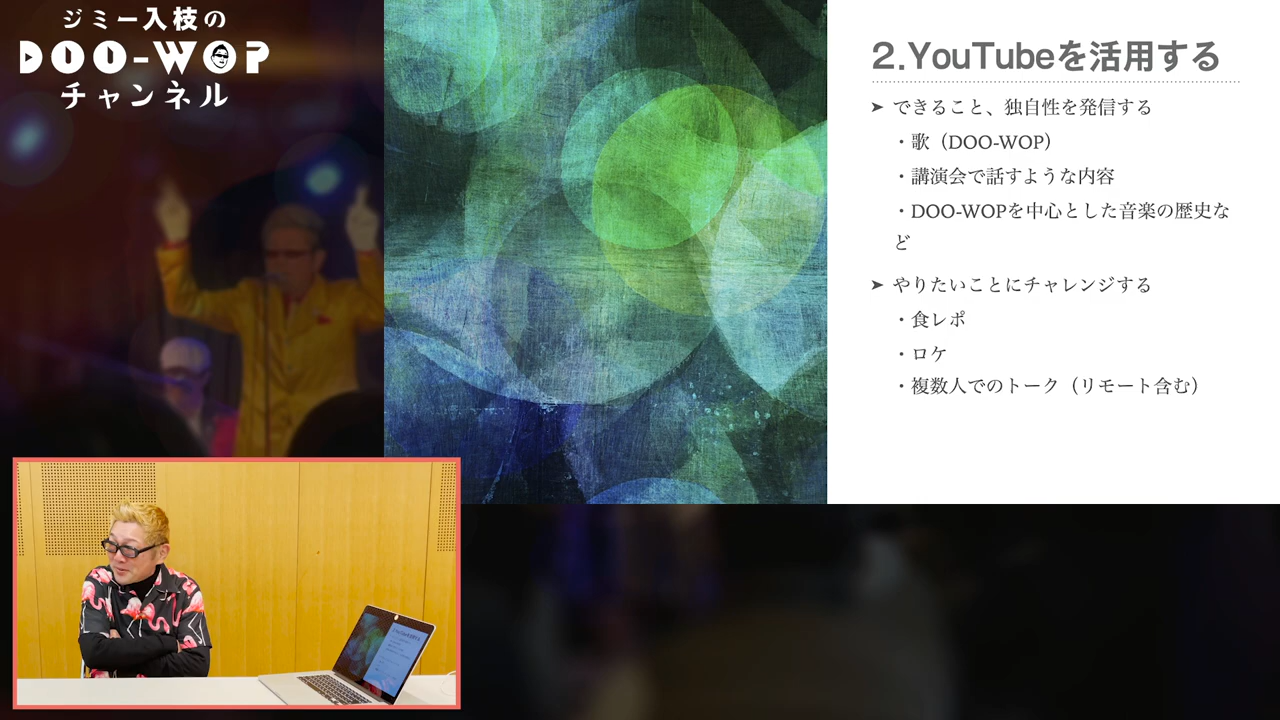 ジミー入枝の
DOO-WOP
チャンネル
2.YouTubeを活用する
➤ できること、独自性を発信する
・歌（DOO-WOP）
・講演会で話すような内容
・DOO-WOPを中心とした音楽の歴史な
ど
➤ やりたいことにチャレンジする
・食レポ
・ロケ
・複数人でのトーク（リモート含む）